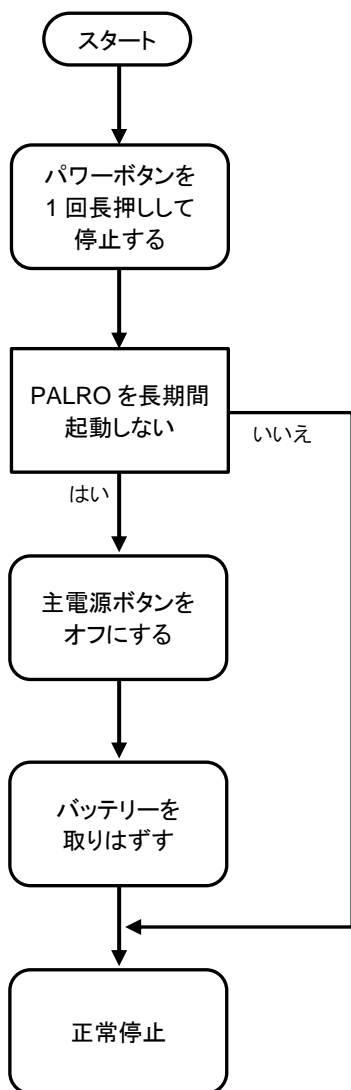 スタート
パワーボタンを
1 回長押しして
停止する
PALRO を長期間
起動しない
いいえ
はい
主電源ボタンを
オフにする
バッテリーを
取りはずす
正常停止